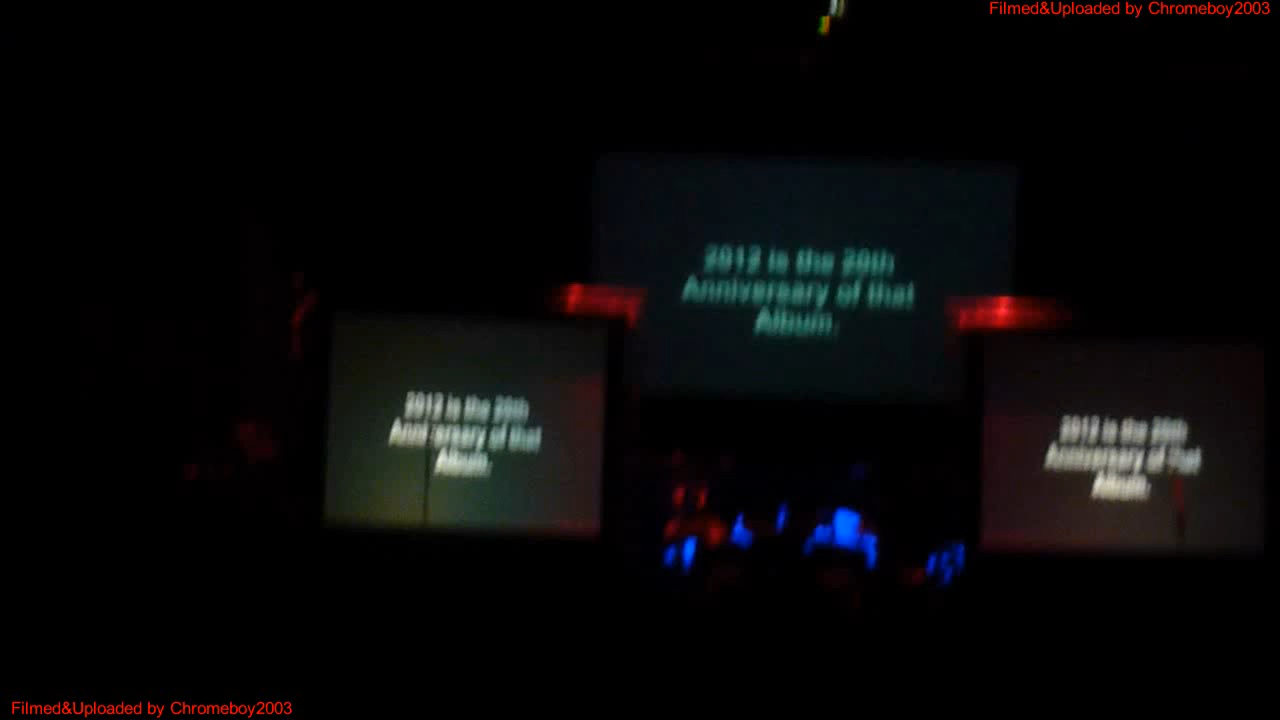 Filmed&Uploaded by Chromeboy2003
2012 is the 20th
Anniversary of that
Album.
2012 is the 20th
Anniversary of that
Album.
2012 is the 20th
Anniversary of that
Album.
Filmed&Uploaded by Chromeboy2003